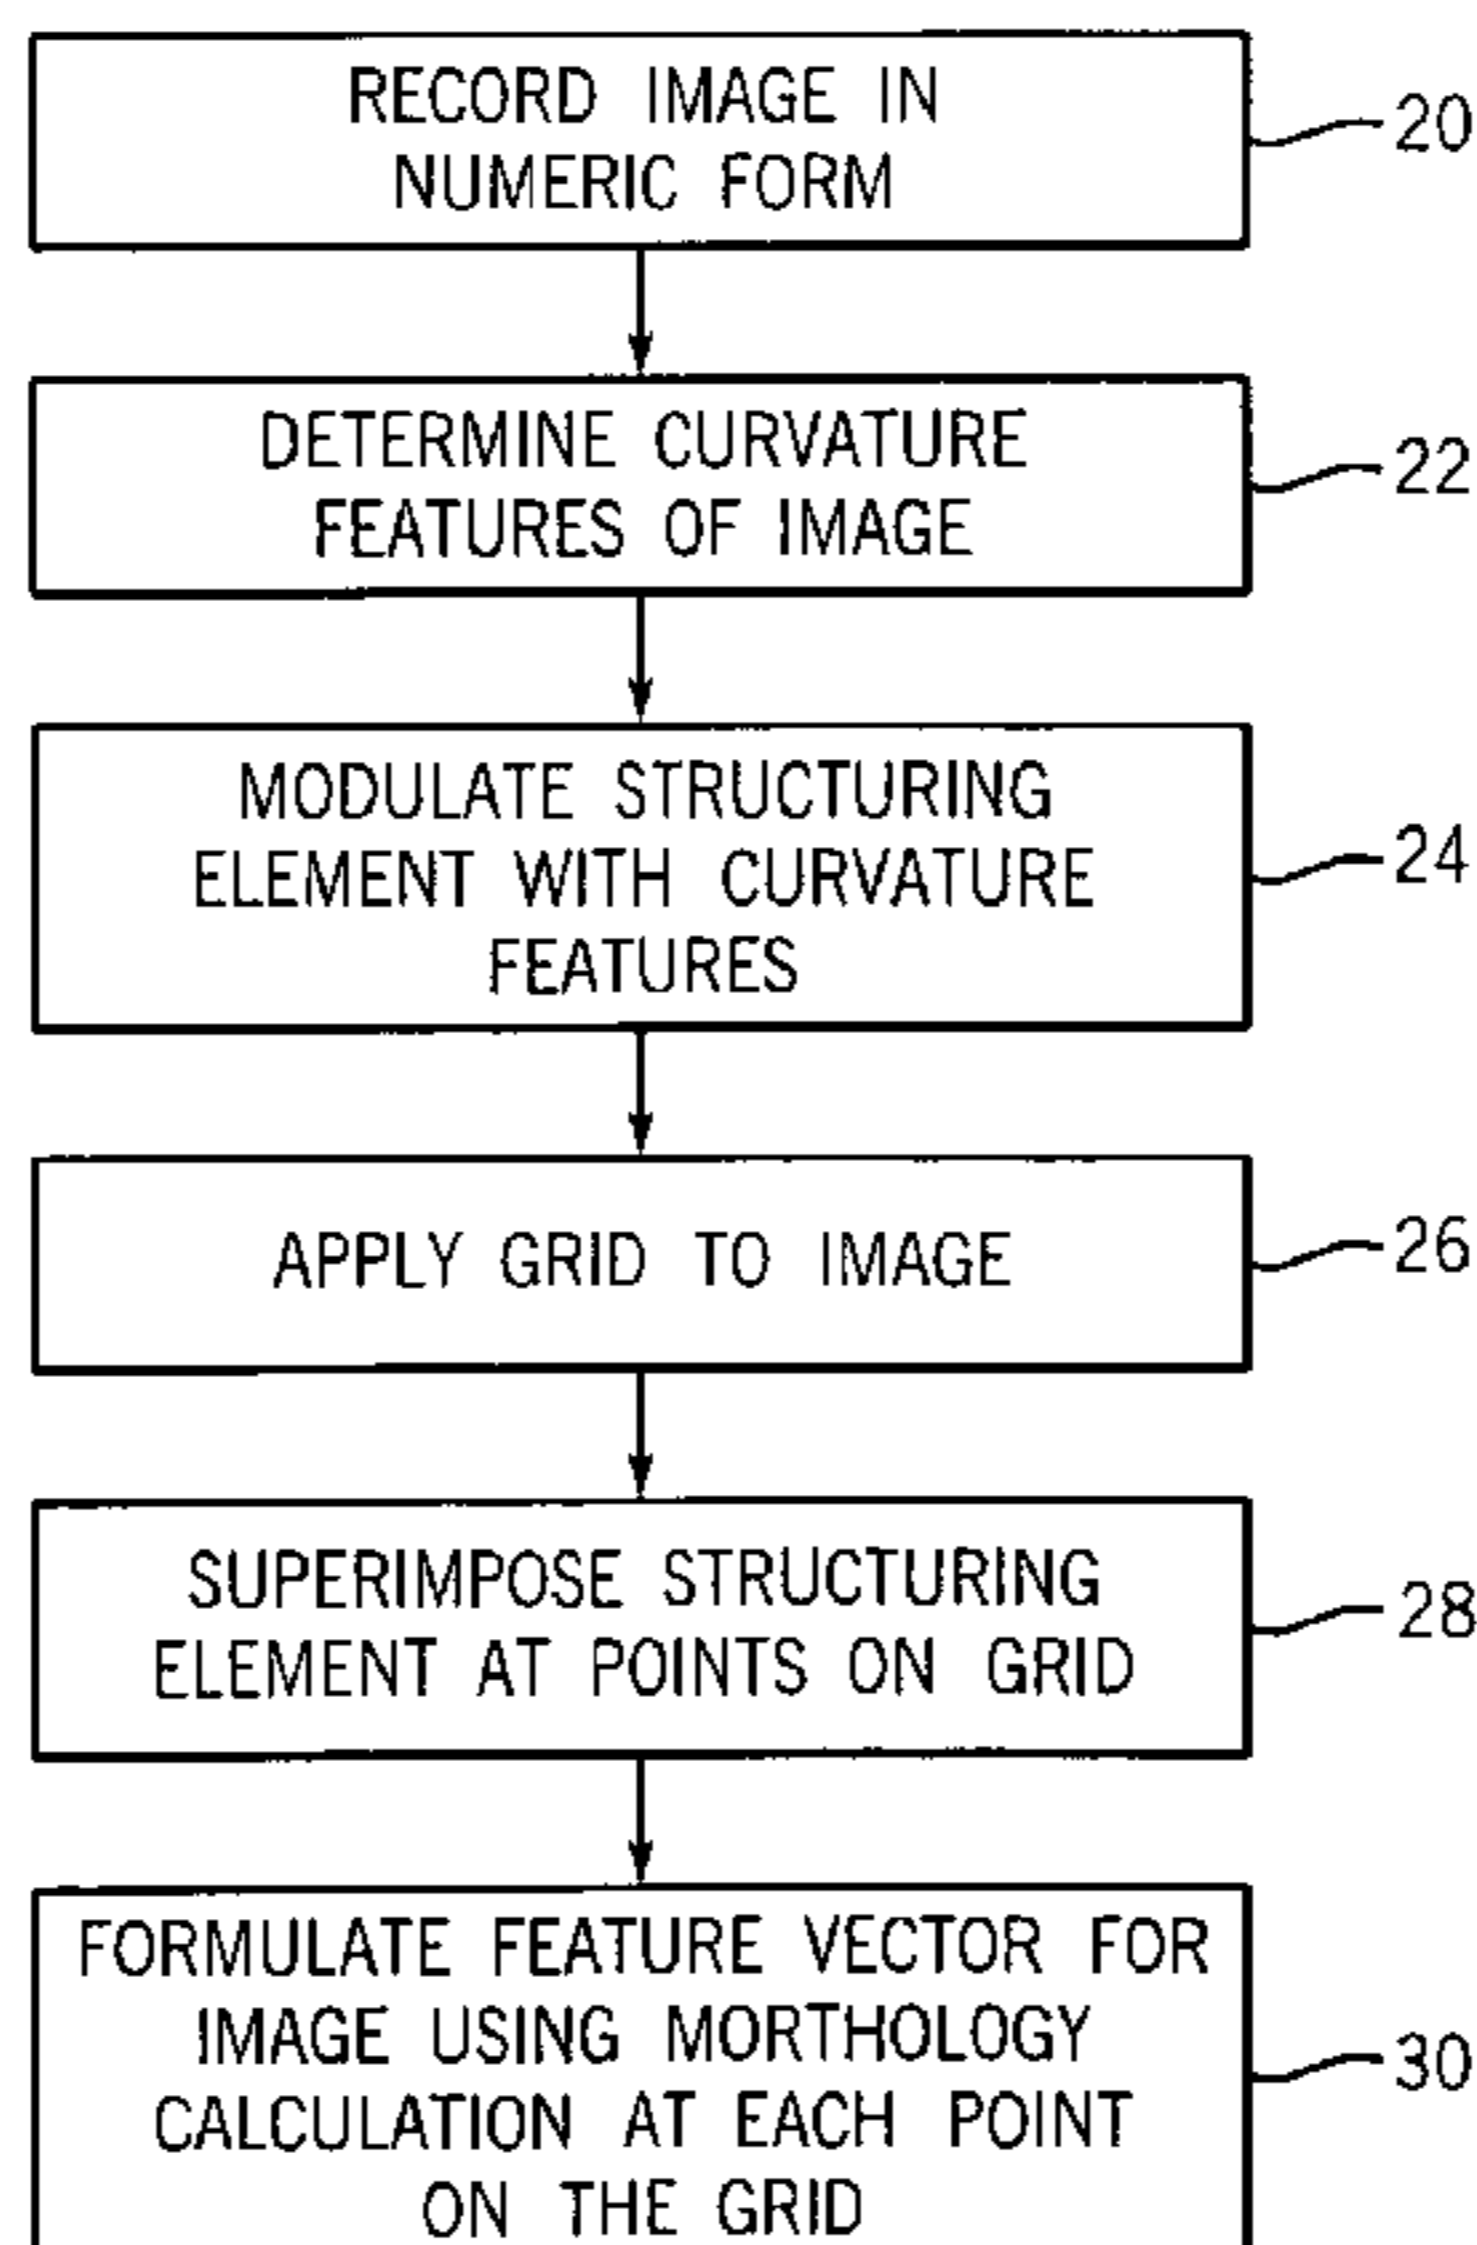 RECORD IMAGE IN
NUMERIC FORM
20
DETERMINE CURVATURE
FEATURES OF IMAGE
22
MODULATE STRUCTURING
ELEMENT WITH CURVATURE
FEATURES
24
APPLY GRID TO IMAGE
26
SUPERIMPOSE STRUCTURING
ELEMENT AT POINTS ON GRID
28
FORMULATE FEATURE VECTOR FOR
IMAGE USING MORTHOLOGY
CALCULATION AT EACH POINT
ON THE GRID
30